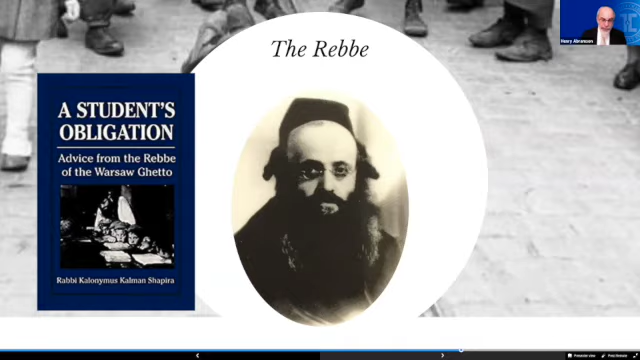 The Rebbe
A STUDENT'S
OBLIGATION
Advice from the Rebbe
of the Warsaw Ghetto
Rabbi Kalonymus Kalman Shapira
Henry Abramson